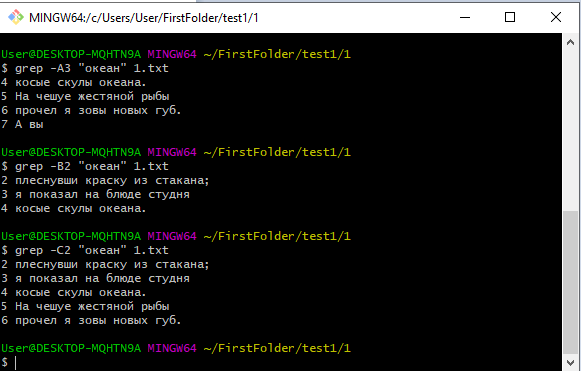 MINGW64:/c/Users/User/FirstFolder/test1/1
User@DESKTOP-MQHTN9A MINGW64 ~/FirstFolder/test1/1
$ grep -A3 "океан" 1.txt
4 косые скулы океана.
5 На чешуе жестяной рыбы
6 прочел я зовы новых губ.
7 А вы
User@DESKTOP-MQHTN9A MINGW64 ~/FirstFolder/test1/1
$ grep -B2 "океан" 1.txt
2 плеснувши краску из стакана;
3 я показал на блюде студня
4 косые скулы океана.
User@DESKTOP-MQHTN9A MINGW64 ~/FirstFolder/test1/1
$ grep -C2 "океан" 1.txt
2 плеснувши краску из стакана;
3 я показал на блюде студня
4 косые скулы океана.
5 На чешуе жестяной рыбы
6 прочел я зовы новых губ.
User@DESKTOP-MQHTN9A MINGW64 ~/FirstFolder/test1/1
$